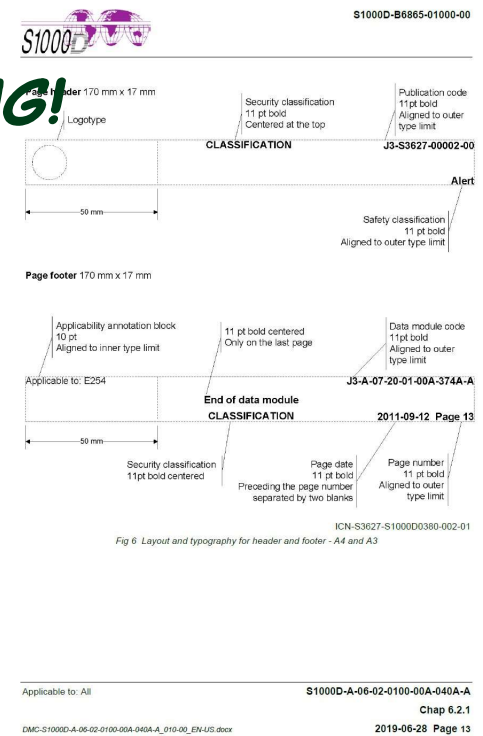 S1000D-B6865-01000-00
S1000D
G!
header 170 mm x 17 mm
Logotype
Security classification
11 pt bold
Centered at the top
Publication code
11pt bold
Aligned to outer
type limit
CLASSIFICATION
J3-S3627-00002-00
Alert
50 mm
Safety classification
11 pt bold
Aligned to outer type limit
Page footer 170 mm x 17 mm
Applicability annotation block
10 pt
Aligned to inner type limit
11 pt bold centered
Only on the last page
Data module code
11pt bold
Aligned to outer
type limit
Applicable to: E254
J3-A-07-20-01-00A-374A-A
End of data module
CLASSIFICATION
2011-09-12 Page 13
50 mm
Security classification
11pt bold centered
Page date
11 pt bold
Preceding the page number
separated by two blanks
Page number
11 pt bold
Aligned to outer
type limit
ICN-S3627-S1000D0380-002-01
Fig 6 Layout and typography for header and footer - A4 and A3
Applicable to: All
S1000D-A-06-02-0100-00A-040A-A
Chap 6.2.1
DMC-S1000D-A-06-02-0100-00A-040A-A_010-00_EN-US.docx
2019-06-28 Page 13